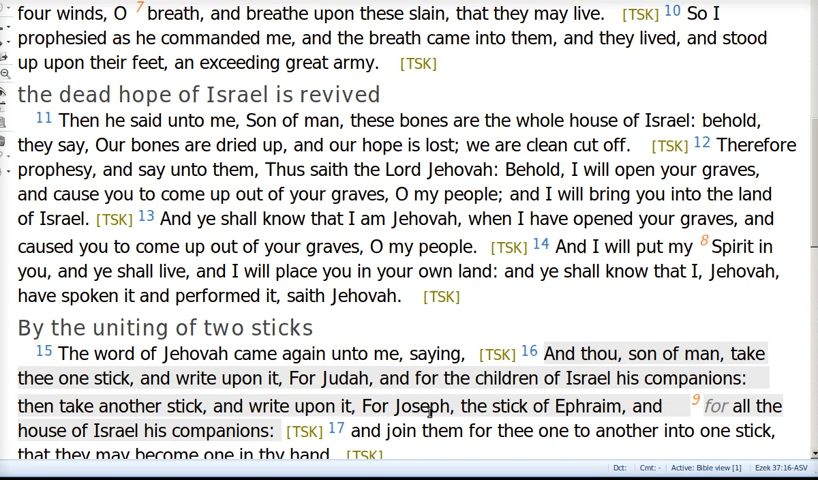 four winds, O 7 breath, and breathe upon these slain, that they may live. [TSK] 10 So I
prophesied as he commanded me, and the breath came into them, and they lived, and stood
up upon their feet, an exceeding great army. [TSK]
the dead hope of Israel is revived
11 Then he said unto me, Son of man, these bones are the whole house of Israel: behold,
they say, Our bones are dried up, and our hope is lost; we are clean cut off. [TSK] 12 Therefore
prophesy, and say unto them, Thus saith the Lord Jehovah: Behold, I will open your graves,
and cause you to come up out of your graves, O my people; and I will bring you into the land
of Israel. [TSK] 13 And ye shall know that I am Jehovah, when I have opened your graves, and
caused you to come up out of your graves, O my people. [TSK] 14 And I will put my 8 Spirit in
you, and ye shall live, and I will place you in your own land: and ye shall know that I, Jehovah,
have spoken it and performed it, saith Jehovah. [TSK]
By the uniting of two sticks
15 The word of Jehovah came again unto me, saying, [TSK] 16 And thou, son of man, take
thee one stick, and write upon it, For Judah, and for the children of Israel his companions:
then take another stick, and write upon it, For Joseph, the stick of Ephraim, and 9 for all the
house of Israel his companions: [TSK] 17 and join them for thee one to another into one stick,
that they may become one in thy hand. [TSK]
Dct: Cmt: - Active: Bible view [1] Ezek 37:16-ASV